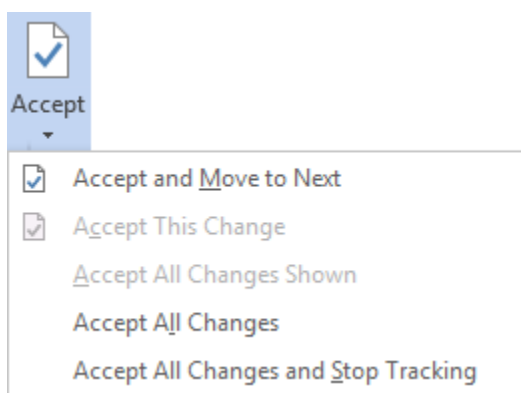 Accept
Accept and Move to Next
Accept This Change
Accept All Changes Shown
Accept All Changes
Accept All Changes and Stop Tracking